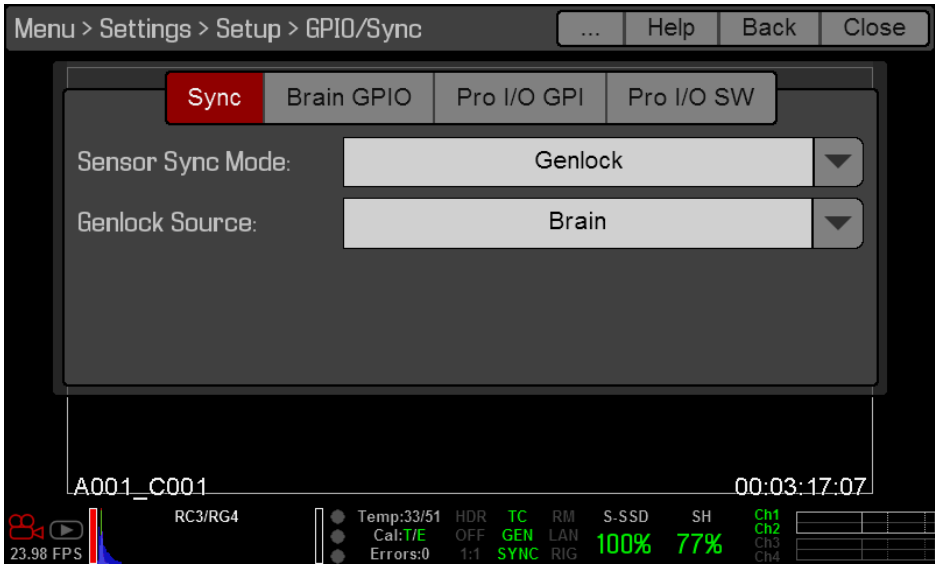 Menu > Settings > Setup > GPIO/Sync ... Help Back Close
Sync Brain GPIO Pro I/O GPI Pro I/O SW
Sensor Sync Mode: Genlock
Genlock Source: Brain
A001_C001 00:03:17:07
RC3/RG4 Temp:33/51 HDR TC RM S-SSD SH Ch1
Ch2
Cal:T/E OFF GEN LAN 100% 77% Ch3
23.98 FPS Errors:0 1:1 SYNC RIG Ch4